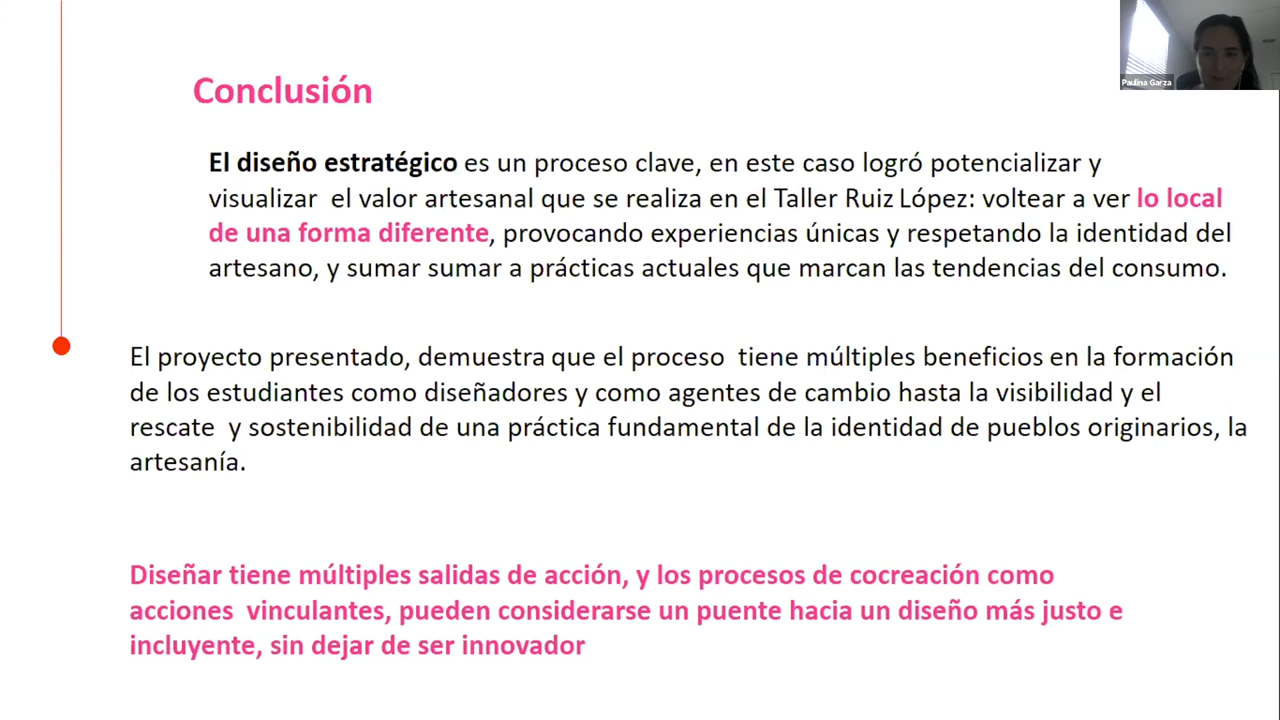 Conclusión
Paulina Garza
El diseño estratégico es un proceso clave, en este caso logró potencializar y
visualizar el valor artesanal que se realiza en el Taller Ruiz López: voltear a ver lo local
de una forma diferente, provocando experiencias únicas y respetando la identidad del
artesano, y sumar sumar a prácticas actuales que marcan las tendencias del consumo.
El proyecto presentado, demuestra que el proceso tiene múltiples beneficios en la formación
de los estudiantes como diseñadores y como agentes de cambio hasta la visibilidad y el
rescate y sostenibilidad de una práctica fundamental de la identidad de pueblos originarios, la
artesanía.
Diseñar tiene múltiples salidas de acción, y los procesos de cocreación como
acciones vinculantes, pueden considerarse un puente hacia un diseño más justo e
incluyente, sin dejar de ser innovador